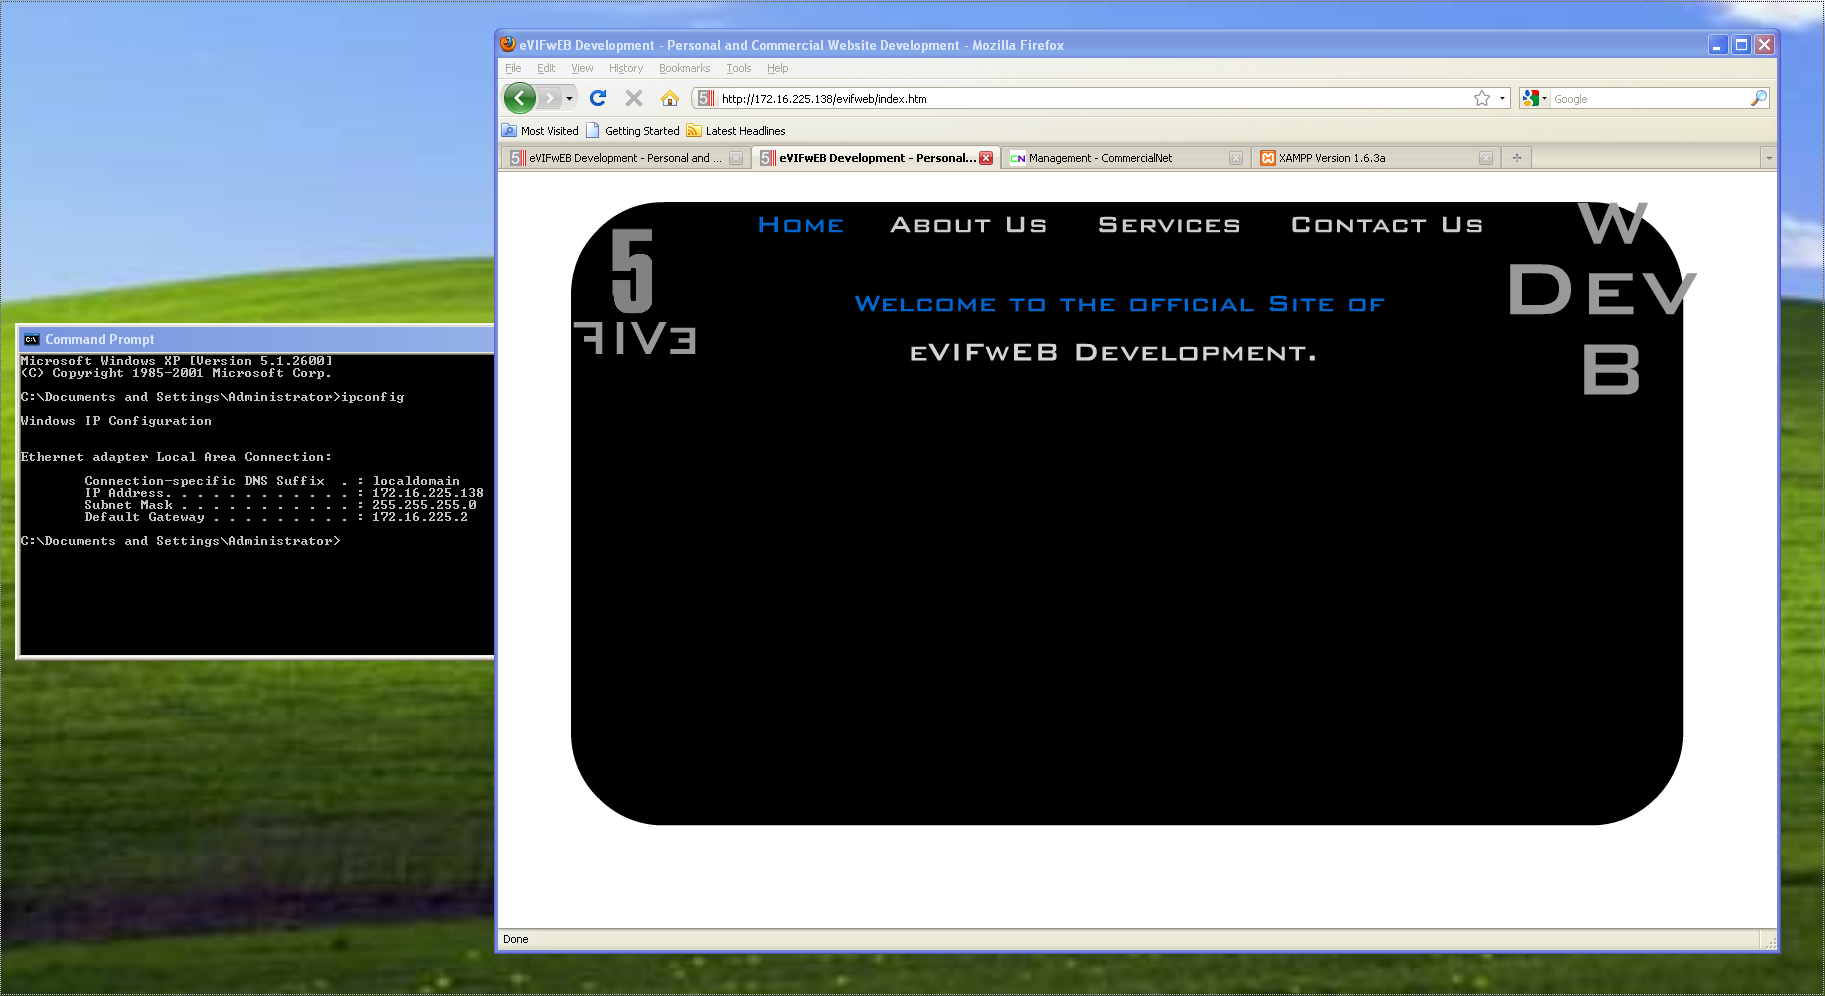 Command Prompt
Microsoft Windows XP [Version 5.1.2600]
(C) Copyright 1985-2001 Microsoft Corp.
C:\Documents and Settings\Administrator>ipconfig
Windows IP Configuration
Ethernet adapter Local Area Connection:
Connection-specific DNS Suffix . : localdomain
IP Address. . . . . . . . . . . . : 172.16.225.138
Subnet Mask . . . . . . . . . . . : 255.255.255.0
Default Gateway . . . . . . . . . : 172.16.225.2
C:\Documents and Settings\Administrator>
eVIFwEB Development - Personal and Commercial Website Development - Mozilla Firefox
File Edit View History Bookmarks Tools Help
http://172.16.225.138/evifweb/index.htm Google
Most Visited Getting Started Latest Headlines
eVIFwEB Development - Personal and ... eVIFwEB Development - Personal... CN Management - CommercialNet XAMPP Version 1.6.3a
Home About Us Services Contact Us
5
FIVE
W
Dev
B
Welcome to the official Site of
eVIFwEB Development.
Done